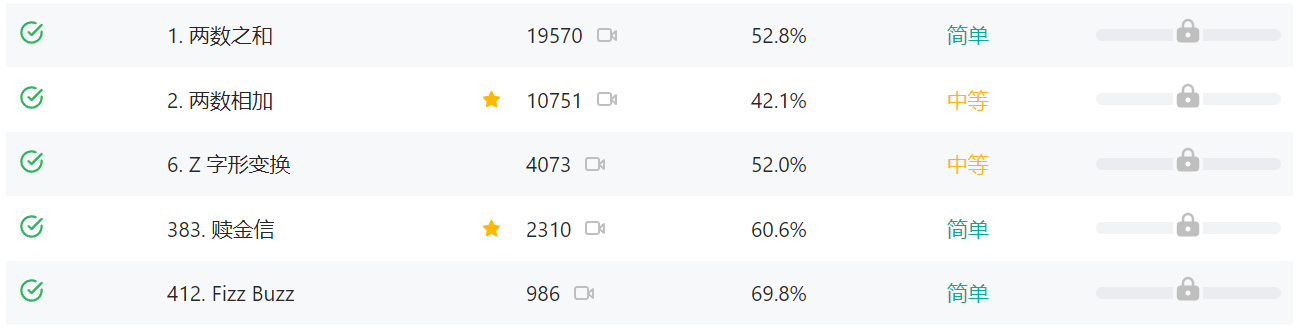 1. 两数之和 19570 52.8% 简单
2. 两数相加 10751 42.1% 中等
6. Z 字形变换 4073 52.0% 中等
383. 赎金信 2310 60.6% 简单
412. Fizz Buzz 986 69.8% 简单